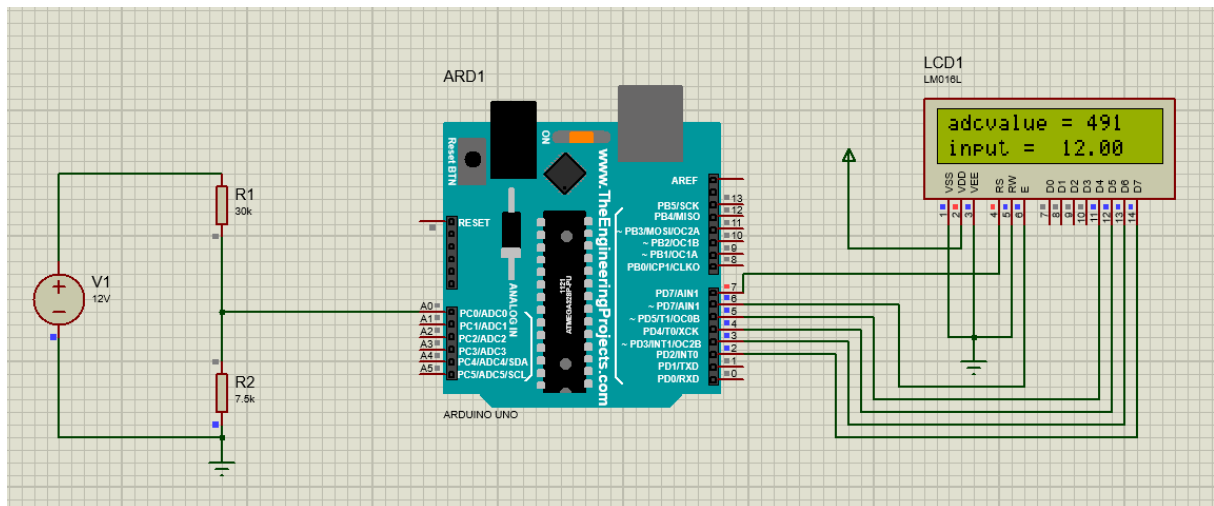 ARD1
LCD1
LM016L
adcvalue = 491
input =  12.00
ON
Reset BTN
www.TheEngineeringProjects.com
VSS
VDD
VEE
RS
RW
E
D0
D1
D2
D3
D4
D5
D6
D7
1
2
3
4
5
6
7
8
9
10
11
12
13
14
R1
30k
V1
12V
R2
7.5k
RESET
AREF
PB5/SCK 13
PB4/MISO 12
~ PB3/MOSI/OC2A 11
~ PB2/OC1B 10
~ PB1/OC1A 9
PB0/ICP1/CLKO 8
ANALOG IN
1121
ATMEGA328P-PU
A0 PC0/ADC0
A1 PC1/ADC1
A2 PC2/ADC2
A3 PC3/ADC3
A4 PC4/ADC4/SDA
A5 PC5/ADC5/SCL
PD7/AIN1 7
~ PD7/AIN1 6
~ PD5/T1/OC0B 5
PD4/T0/XCK 4
~ PD3/INT1/OC2B 3
PD2/INT0 2
PD1/TXD 1
PD0/RXD 0
ARDUINO UNO